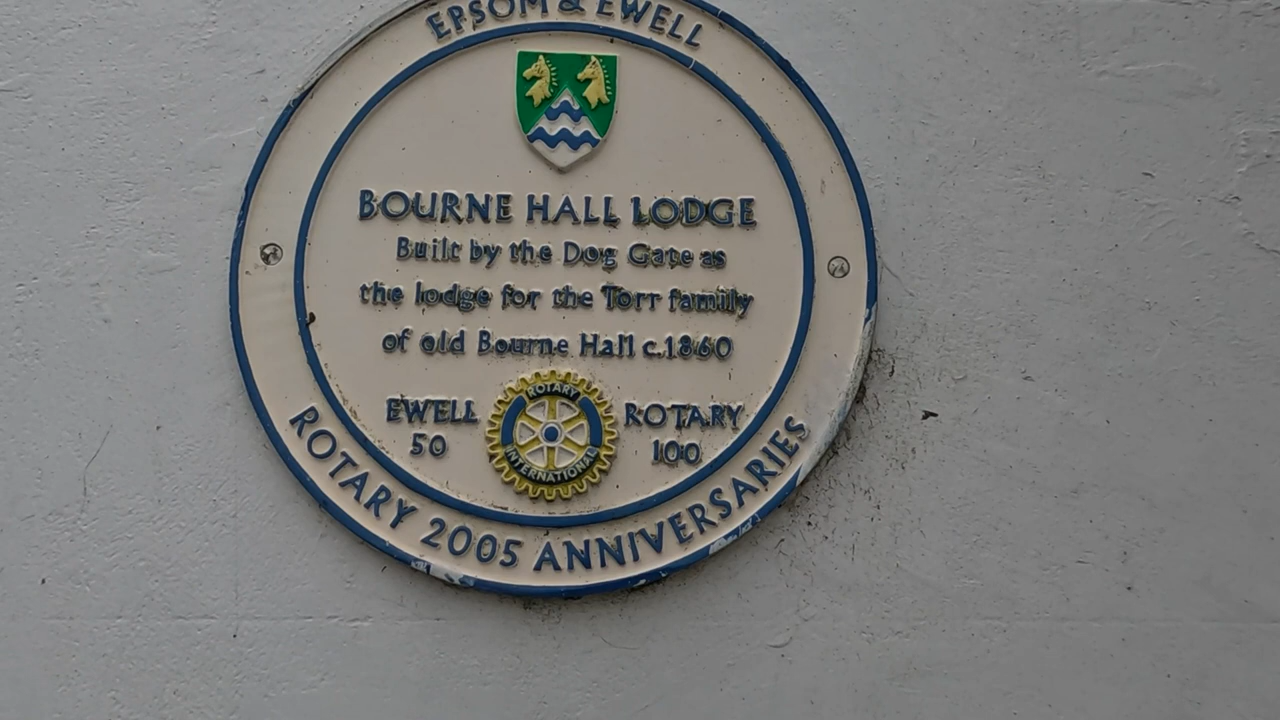 EPSOM & EWELL
BOURNE HALL LODGE
Built by the Dog Gate as
the lodge for the Torr family
of old Bourne Hall c.1860
EWELL
50
ROTARY
INTERNATIONAL
ROTARY
100
ROTARY 2005 ANNIVERSARIES